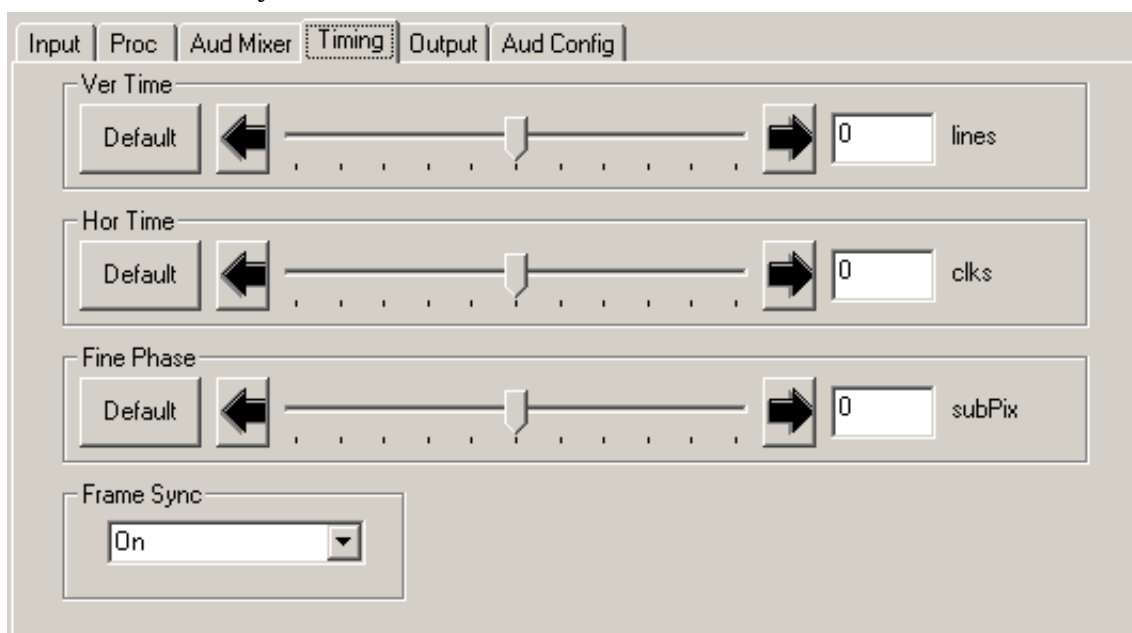 Input Proc Aud Mixer Timing Output Aud Config
Ver Time
Default 0 lines
Hor Time
Default 0 clks
Fine Phase
Default 0 subPix
Frame Sync
On